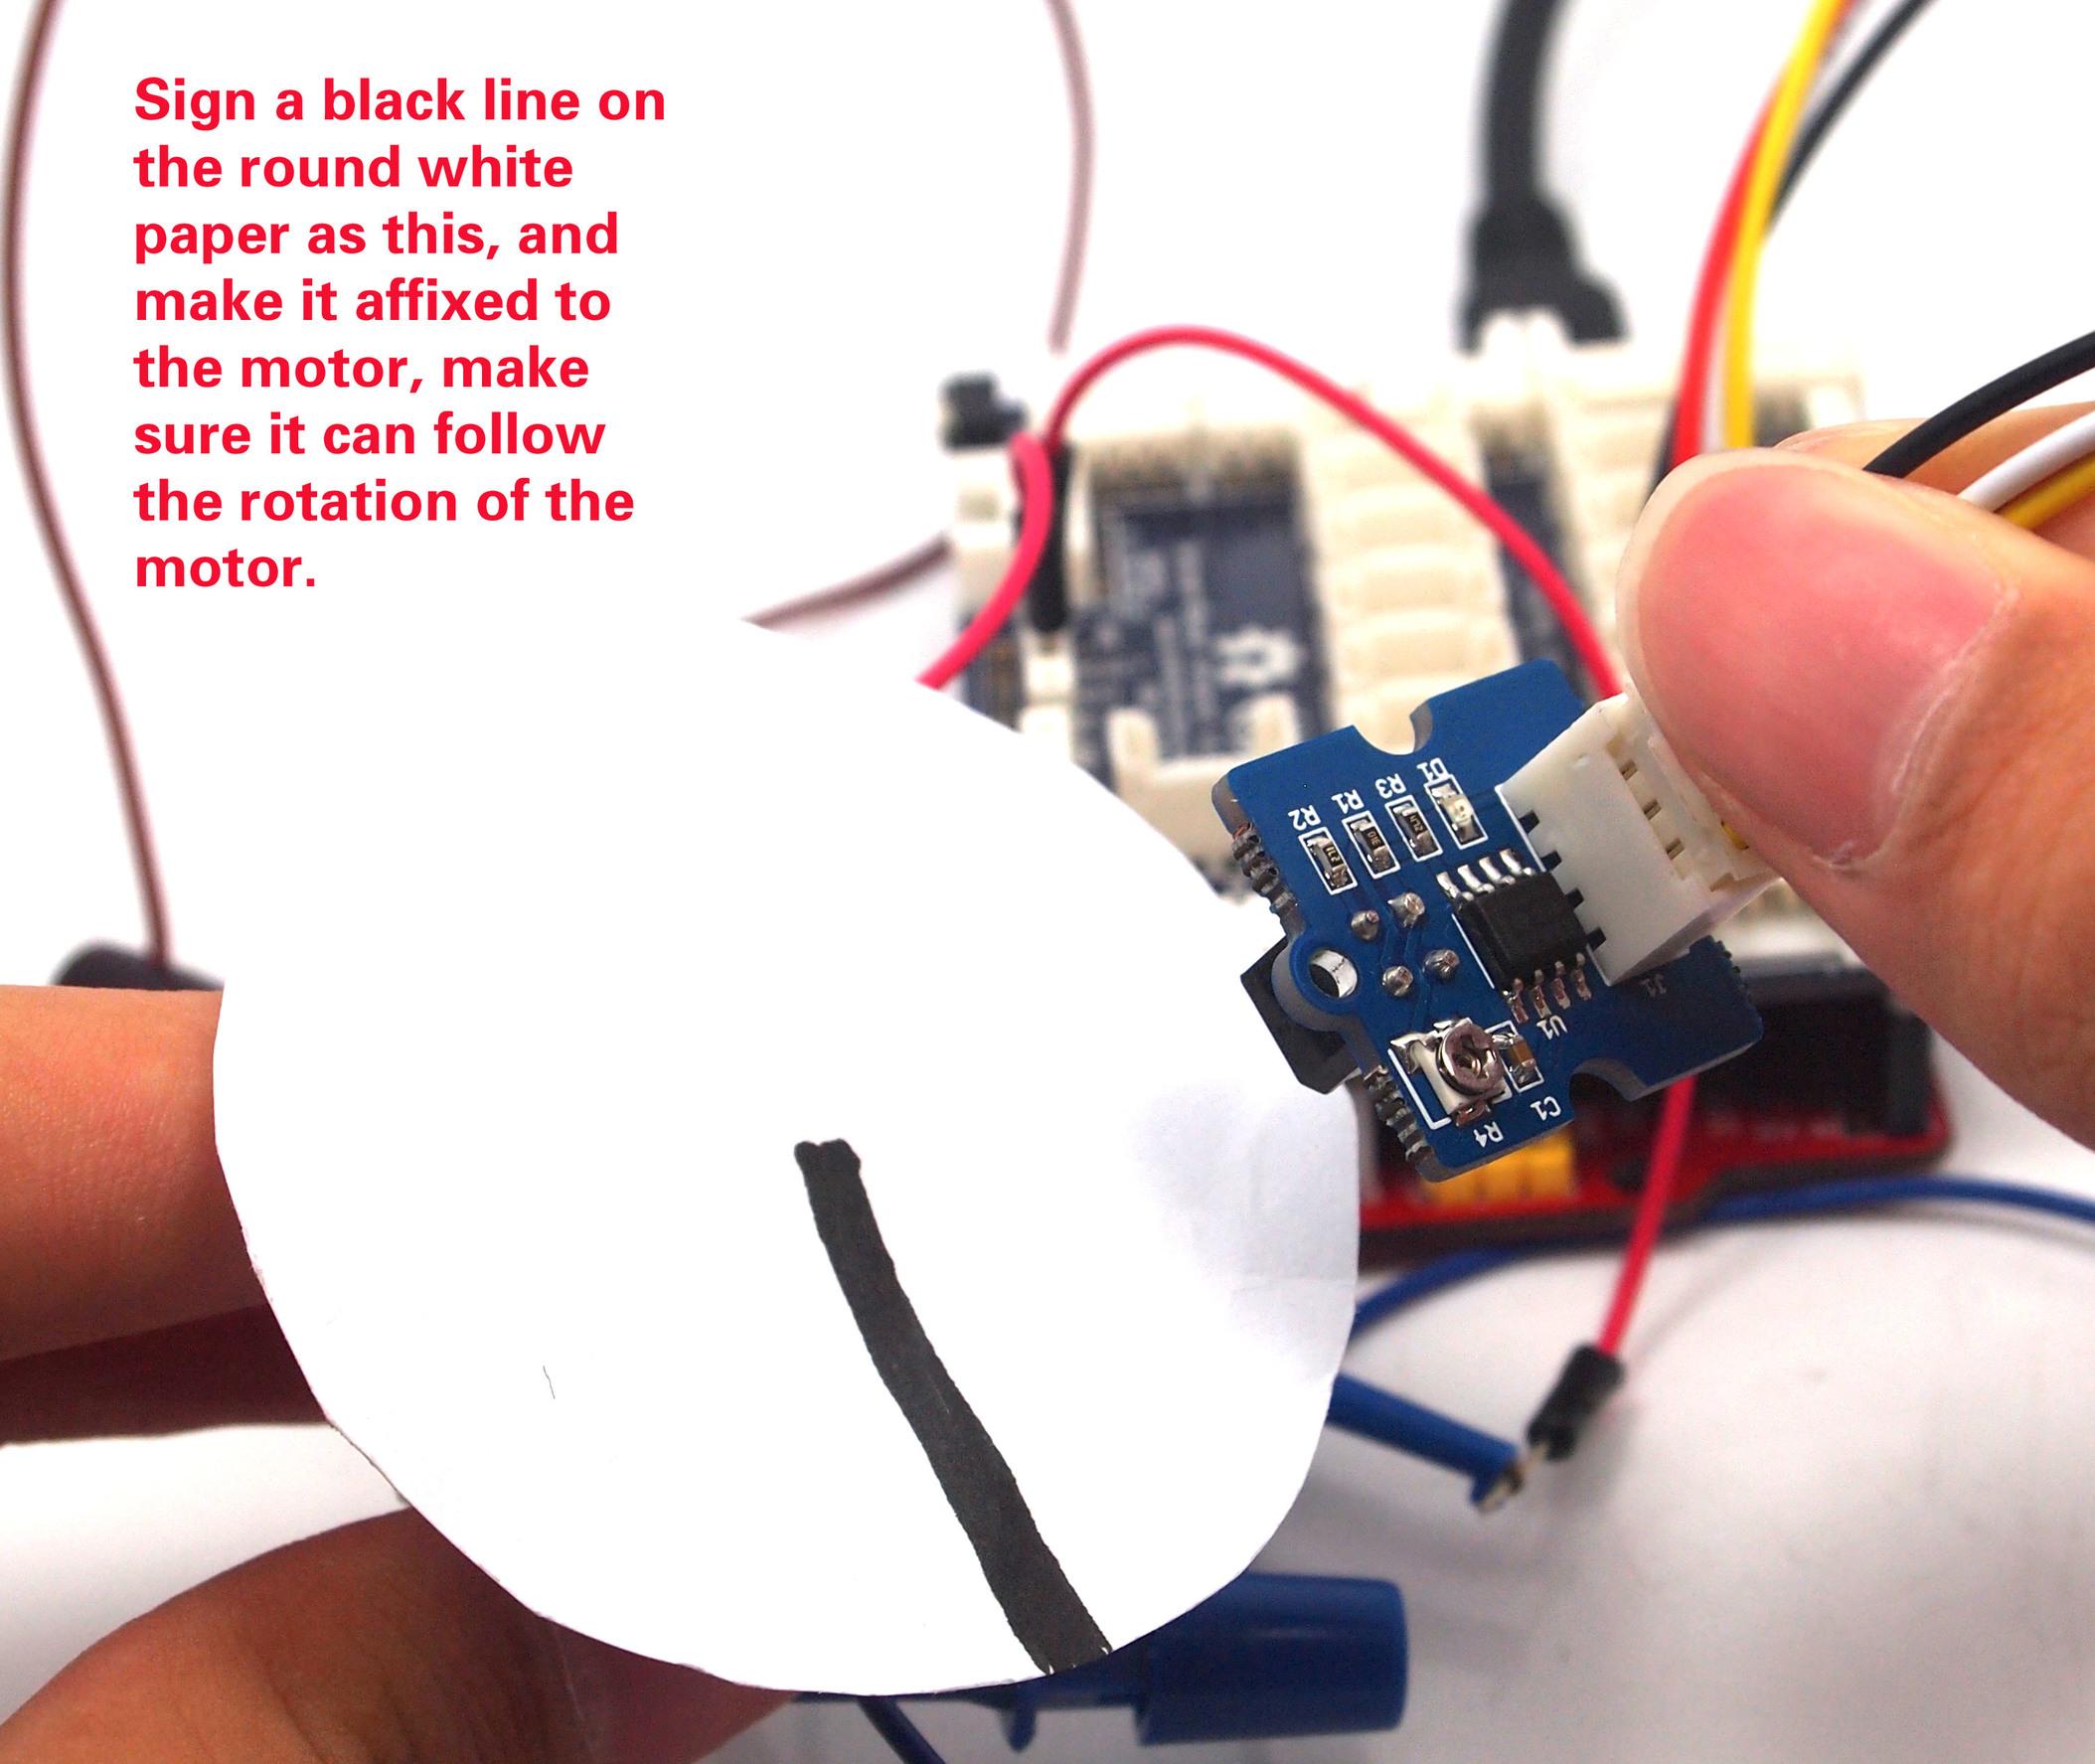 Sign a black line on
the round white
paper as this, and
make it affixed to
the motor, make
sure it can follow
the rotation of the
motor.
D1
R3
R1
R2
J1
U1
C1
R4